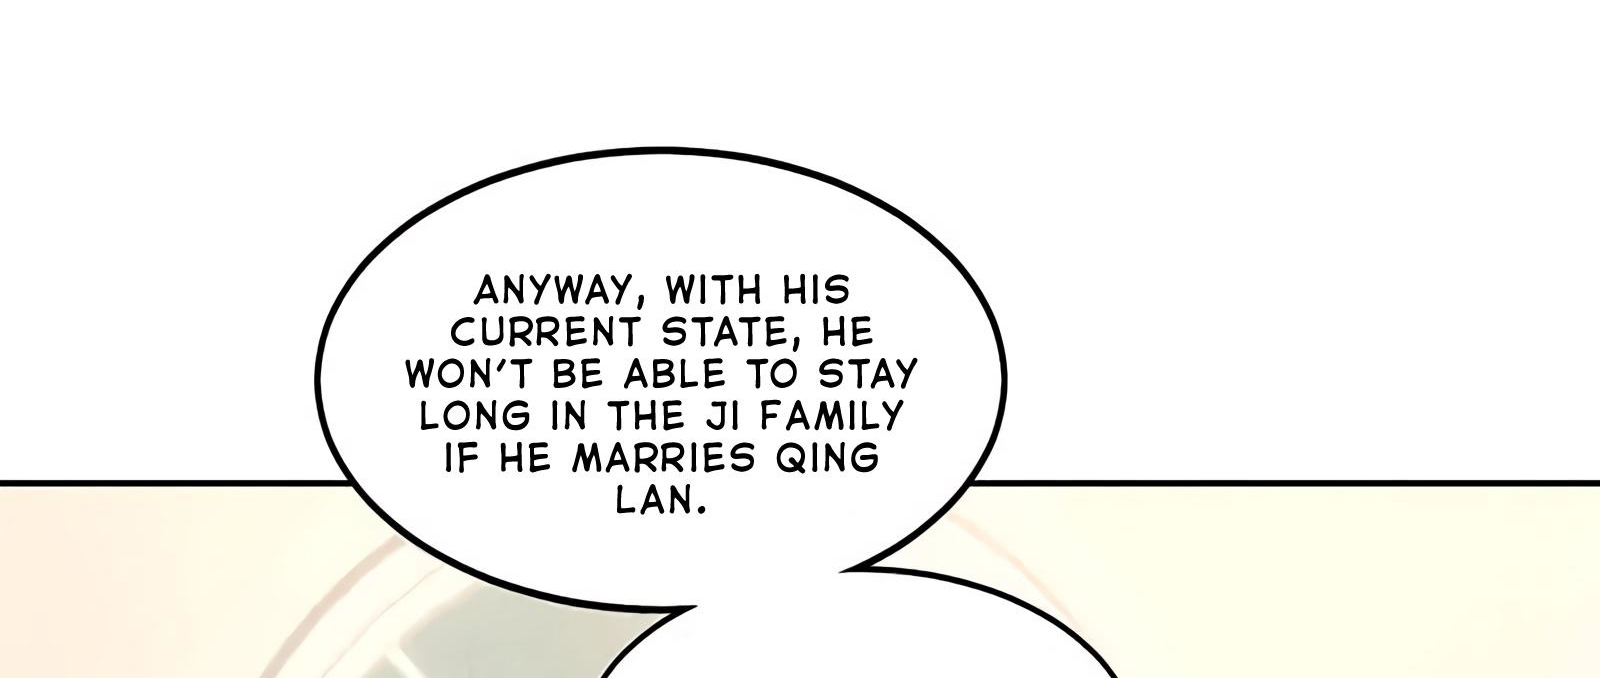 ANYWAY, WITH HIS
CURRENT STATE, HE
WON'T BE ABLE TO STAY
LONG IN THE JI FAMILY
IF HE MARRIES QING
LAN.